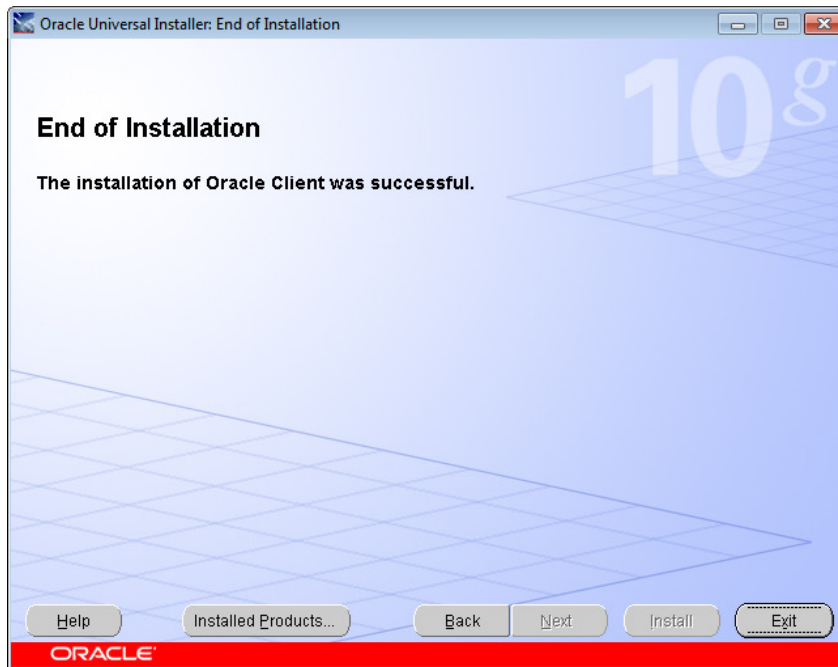 Oracle Universal Installer: End of Installation
10g
End of Installation
The installation of Oracle Client was successful.
Help Installed Products... Back Next Install Exit
ORACLE